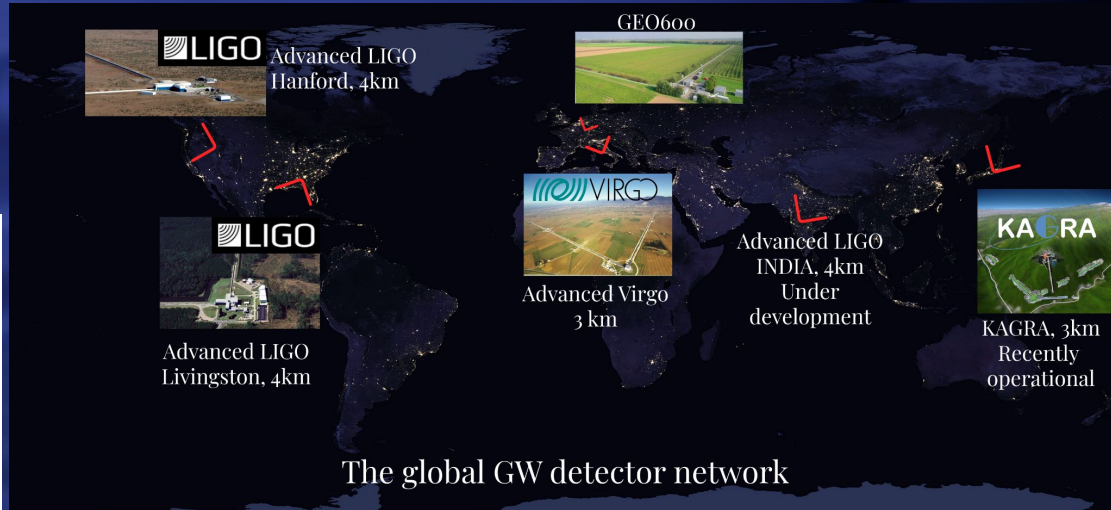 LIGO
Advanced LIGO
Hanford, 4km
GEO600
LIGO
Advanced LIGO
Livingston, 4km
VIRGO
Advanced Virgo
3 km
Advanced LIGO
INDIA, 4km
Under
development
KAGRA
KAGRA, 3km
Recently
operational
The global GW detector network